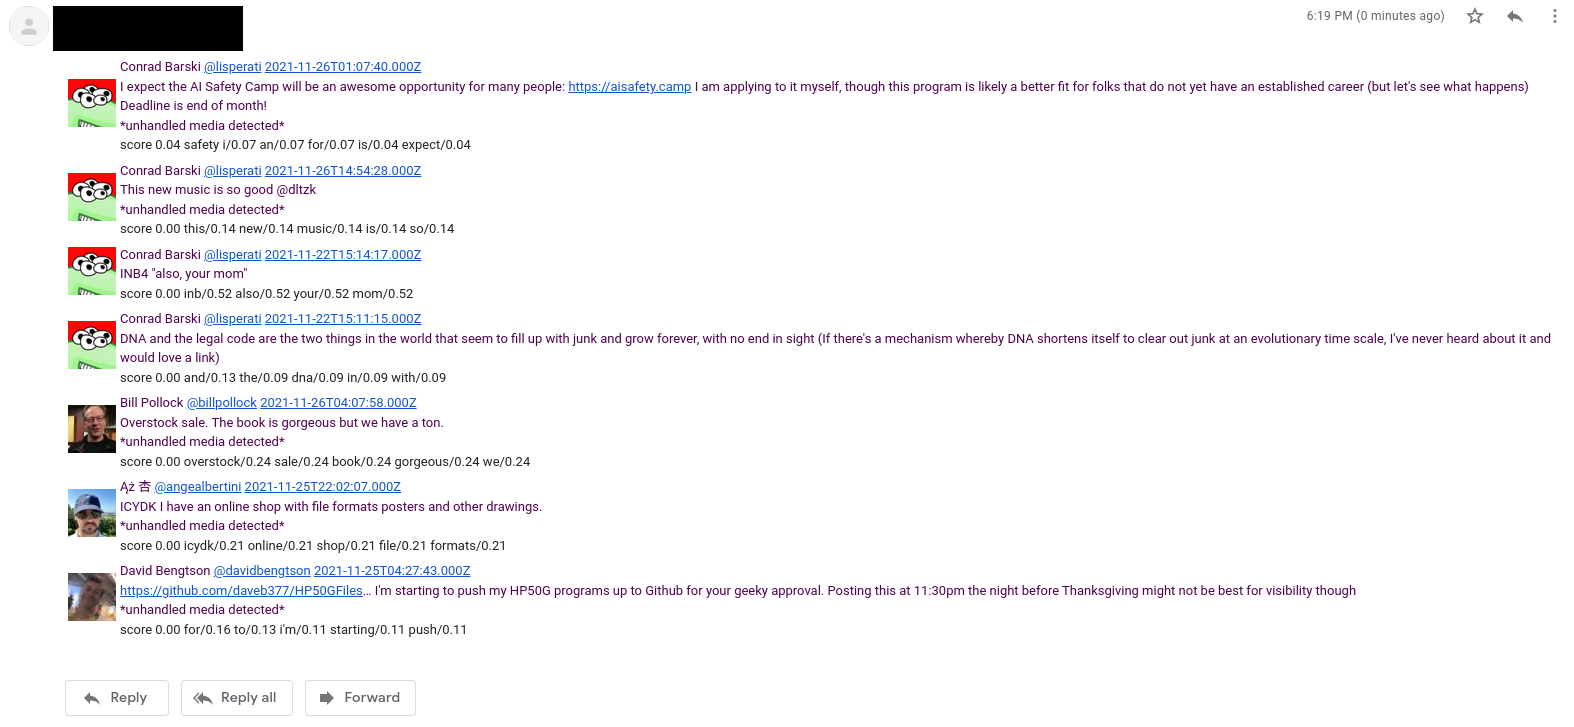 6:19 PM (0 minutes ago)
Conrad Barski @lisperati 2021-11-26T01:07:40.000Z
I expect the AI Safety Camp will be an awesome opportunity for many people: https://aisafety.camp I am applying to it myself, though this program is likely a better fit for folks that do not yet have an established career (but let's see what happens)
Deadline is end of month!
*unhandled media detected*
score 0.04 safety i/0.07 an/0.07 for/0.07 is/0.04 expect/0.04
Conrad Barski @lisperati 2021-11-26T14:54:28.000Z
This new music is so good @dltzk
*unhandled media detected*
score 0.00 this/0.14 new/0.14 music/0.14 is/0.14 so/0.14
Conrad Barski @lisperati 2021-11-22T15:14:17.000Z
INB4 "also, your mom"
score 0.00 inb/0.52 also/0.52 your/0.52 mom/0.52
Conrad Barski @lisperati 2021-11-22T15:11:15.000Z
DNA and the legal code are the two things in the world that seem to fill up with junk and grow forever, with no end in sight (If there's a mechanism whereby DNA shortens itself to clear out junk at an evolutionary time scale, I've never heard about it and
would love a link)
score 0.00 and/0.13 the/0.09 dna/0.09 in/0.09 with/0.09
Bill Pollock @billpollock 2021-11-26T04:07:58.000Z
Overstock sale. The book is gorgeous but we have a ton.
*unhandled media detected*
score 0.00 overstock/0.24 sale/0.24 book/0.24 gorgeous/0.24 we/0.24
Ąż 杏 @angealbertini 2021-11-25T22:02:07.000Z
ICYDK I have an online shop with file formats posters and other drawings.
*unhandled media detected*
score 0.00 icydk/0.21 online/0.21 shop/0.21 file/0.21 formats/0.21
David Bengtson @davidbengtson 2021-11-25T04:27:43.000Z
https://github.com/daveb377/HP50GFiles… I'm starting to push my HP50G programs up to Github for your geeky approval. Posting this at 11:30pm the night before Thanksgiving might not be best for visibility though
*unhandled media detected*
score 0.00 for/0.16 to/0.13 i'm/0.11 starting/0.11 push/0.11
Reply Reply all Forward